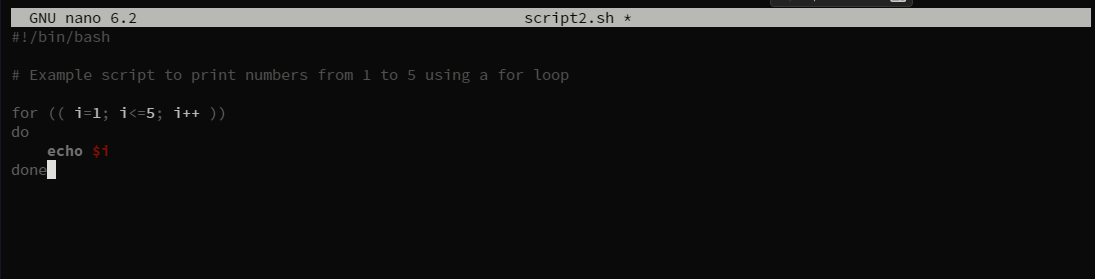 GNU nano 6.2 script2.sh *
#!/bin/bash
# Example script to print numbers from 1 to 5 using a for loop
for (( i=1; i<=5; i++ ))
do
    echo $i
done